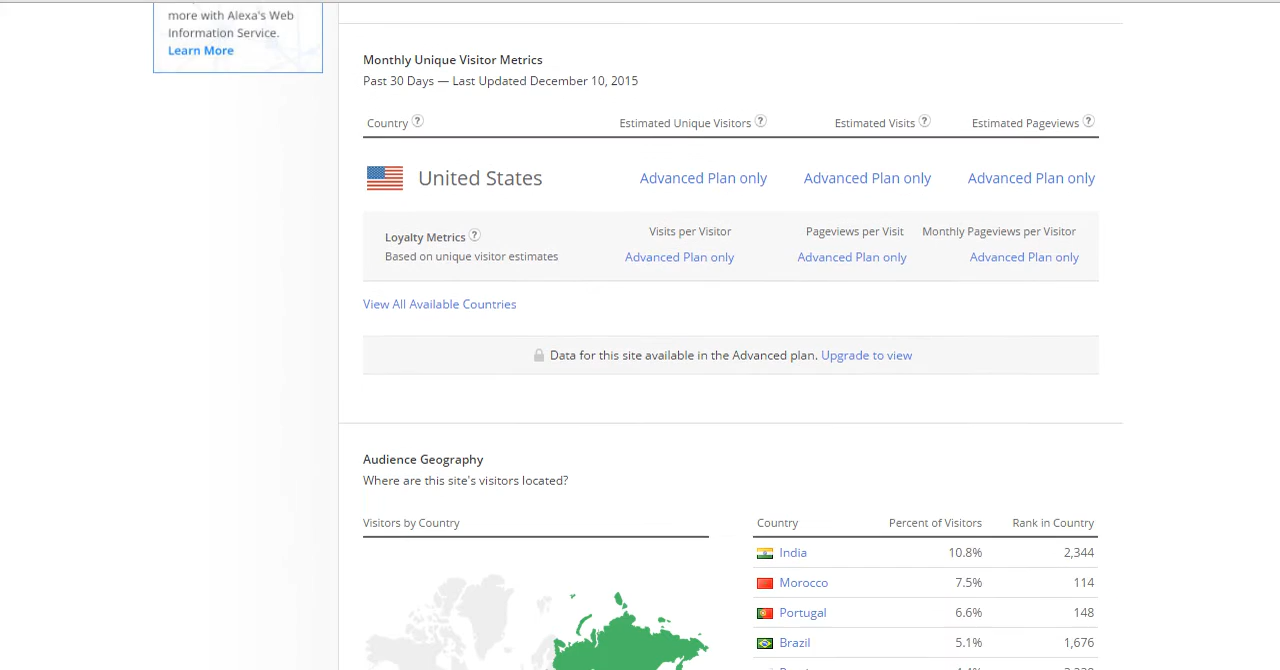 more with Alexa's Web
Information Service.
Learn More
Monthly Unique Visitor Metrics
Past 30 Days — Last Updated December 10, 2015
Country ? Estimated Unique Visitors ? Estimated Visits ? Estimated Pageviews ?
United States Advanced Plan only Advanced Plan only Advanced Plan only
Loyalty Metrics ? Visits per Visitor Pageviews per Visit Monthly Pageviews per Visitor
Based on unique visitor estimates Advanced Plan only Advanced Plan only Advanced Plan only
View All Available Countries
Data for this site available in the Advanced plan. Upgrade to view
Audience Geography
Where are this site's visitors located?
Visitors by Country
Country Percent of Visitors Rank in Country
India 10.8% 2,344
Morocco 7.5% 114
Portugal 6.6% 148
Brazil 5.1% 1,676